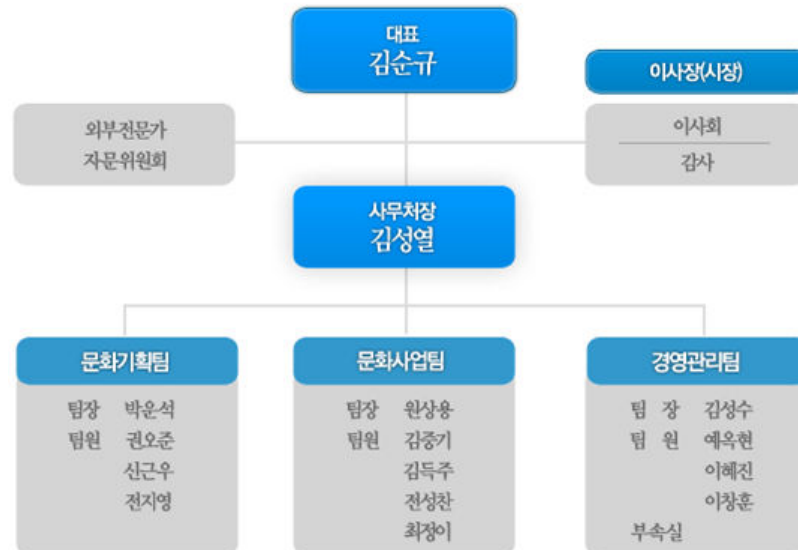 대표
김순규
이사장(시장)
외부전문가
자문위원회
이사회
감사
사무처장
김성열
문화기획팀
팀장 박운석
팀원 권오준
신근우
전지영
문화사업팀
팀장 원상용
팀원 김중기
김득주
전성찬
최정이
경영관리팀
팀 장 김성수
팀 원 예옥현
이혜진
이창훈
부속실